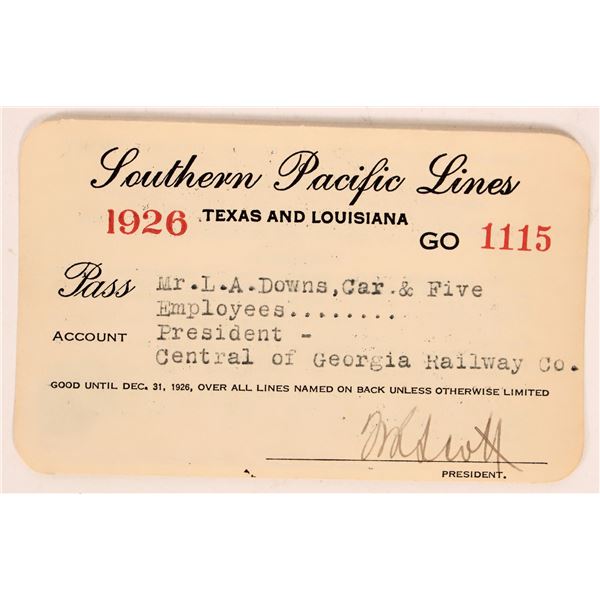 Southern Pacific Lines
1926 TEXAS AND LOUISIANA
GO 1115
Pass Mr.L.A.Downs,Car & Five
Employees........
ACCOUNT President -
Central of Georgia Railway Co.
GOOD UNTIL DEC. 31, 1926, OVER ALL LINES NAMED ON BACK UNLESS OTHERWISE LIMITED
WRScott
PRESIDENT.